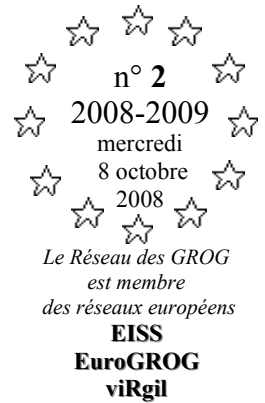 n° 2
2008-2009
mercredi
8 octobre
2008
Le Réseau des GROG
est membre
des réseaux européens
EISS
EuroGROG
viRgil